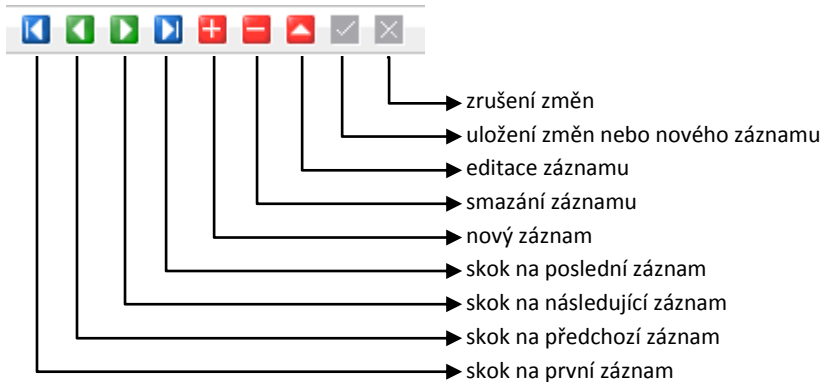 zrušení změn
uložení změn nebo nového záznamu
editace záznamu
smazání záznamu
nový záznam
skok na poslední záznam
skok na následující záznam
skok na předchozí záznam
skok na první záznam